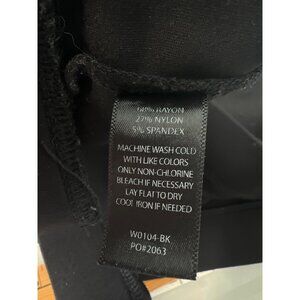 68% RAYON
27% NYLON
5% SPANDEX
MACHINE WASH COLD
WITH LIKE COLORS
ONLY NON-CHLORINE
BLEACH IF NECESSARY
LAY FLAT TO DRY
COOL IRON IF NEEDED
W0104-BK
PO#2063